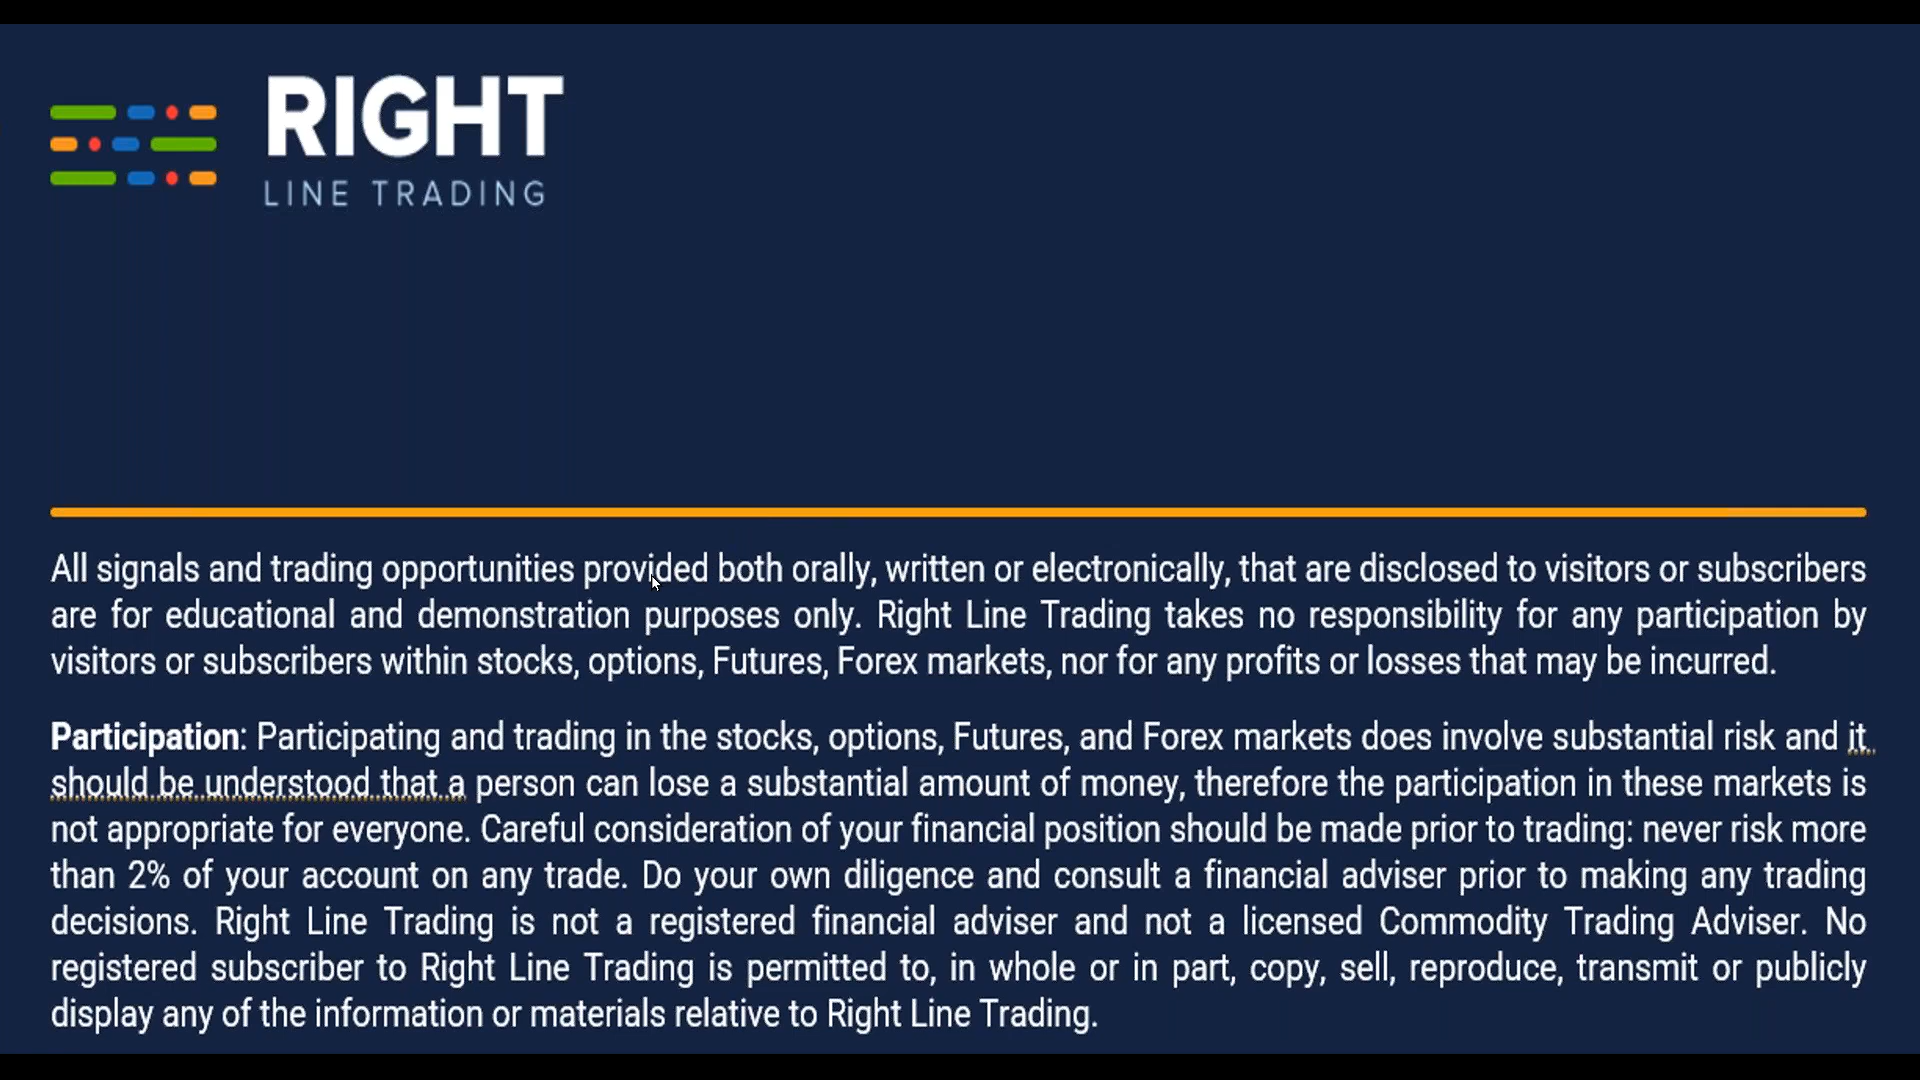 RIGHT
LINE TRADING
All signals and trading opportunities provided both orally, written or electronically, that are disclosed to visitors or subscribers
are for educational and demonstration purposes only. Right Line Trading takes no responsibility for any participation by
visitors or subscribers within stocks, options, Futures, Forex markets, nor for any profits or losses that may be incurred.
Participation: Participating and trading in the stocks, options, Futures, and Forex markets does involve substantial risk and it
should be understood that a person can lose a substantial amount of money, therefore the participation in these markets is
not appropriate for everyone. Careful consideration of your financial position should be made prior to trading: never risk more
than 2% of your account on any trade. Do your own diligence and consult a financial adviser prior to making any trading
decisions. Right Line Trading is not a registered financial adviser and not a licensed Commodity Trading Adviser. No
registered subscriber to Right Line Trading is permitted to, in whole or in part, copy, sell, reproduce, transmit or publicly
display any of the information or materials relative to Right Line Trading.